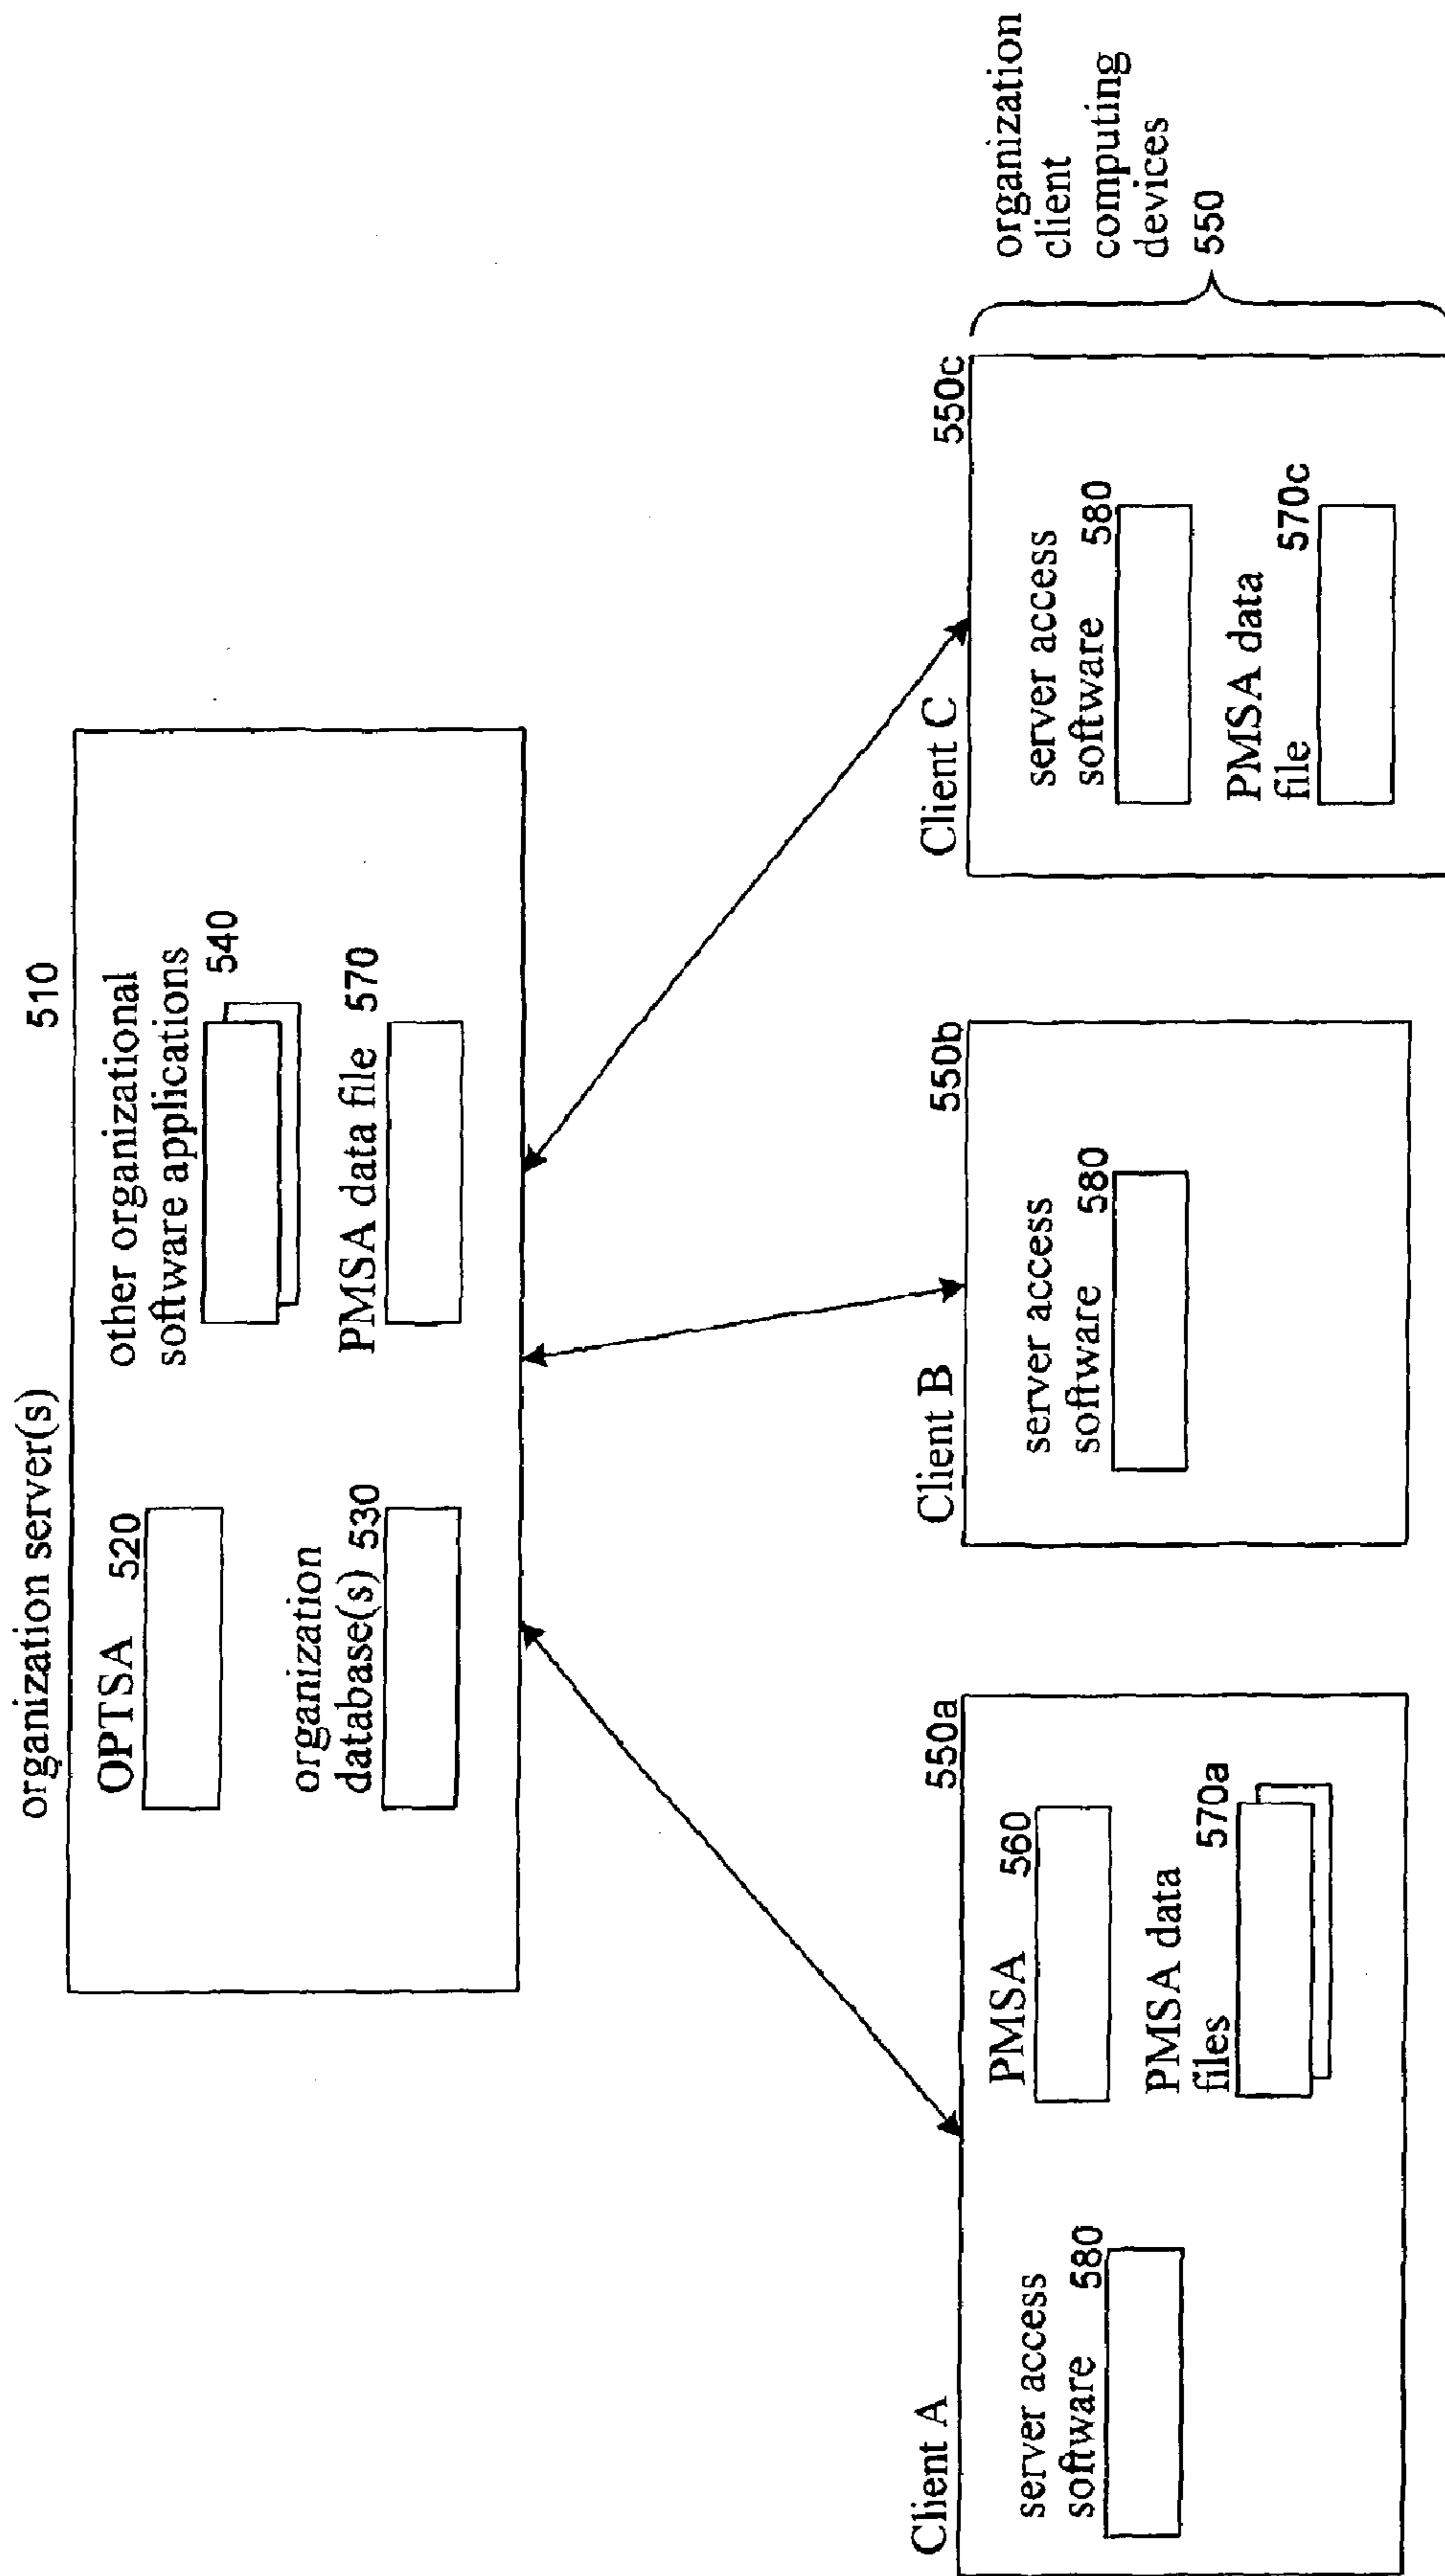 organization server(s)
510
OPTSA 520
other organizational
software applications
540
organization
database(s) 530
PMSA data file 570
Client A
550a
server access
software 580
PMSA 560
PMSA data
files 570a
Client B
550b
server access
software 580
Client C
550c
server access
software 580
PMSA data
file 570c
organization
client
computing
devices
550